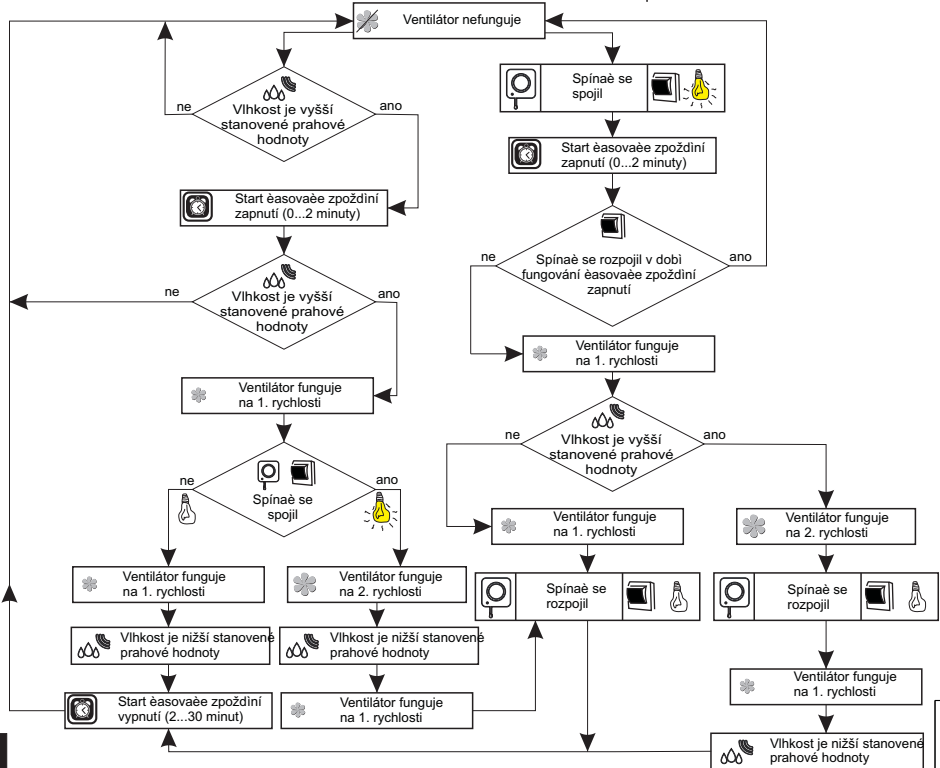 Ventilátor nefunguje
Vlhkost je vyšší
stanovené prahové
hodnoty
ne
ano
Start èasovaèe zpoždìní
zapnutí (0...2 minuty)
Vlhkost je vyšší
stanovené prahové
hodnoty
ne
ano
Ventilátor funguje
na 1. rychlosti
ne
ano
Spínaè se
spojil
Ventilátor funguje
na 1. rychlosti
Vlhkost je nižší stanovené
prahové hodnoty
Start èasovaèe zpoždìní
vypnutí (2...30 minut)
Ventilátor funguje
na 2. rychlosti
Vlhkost je nižší stanovené
prahové hodnoty
Ventilátor funguje
na 1. rychlosti
Spínaè se
spojil
Start èasovaèe zpoždìní
zapnutí (0...2 minuty)
ne
ano
Spínaè se rozpojil v dobì
fungování èasovaèe zpoždìní
zapnutí
Ventilátor funguje
na 1. rychlosti
ne
ano
Vlhkost je vyšší
stanovené prahové
hodnoty
Ventilátor funguje
na 1. rychlosti
Spínaè se
rozpojil
Ventilátor funguje
na 2. rychlosti
Spínaè se
rozpojil
Ventilátor funguje
na 1. rychlosti
Vlhkost je nižší stanovené
prahové hodnoty